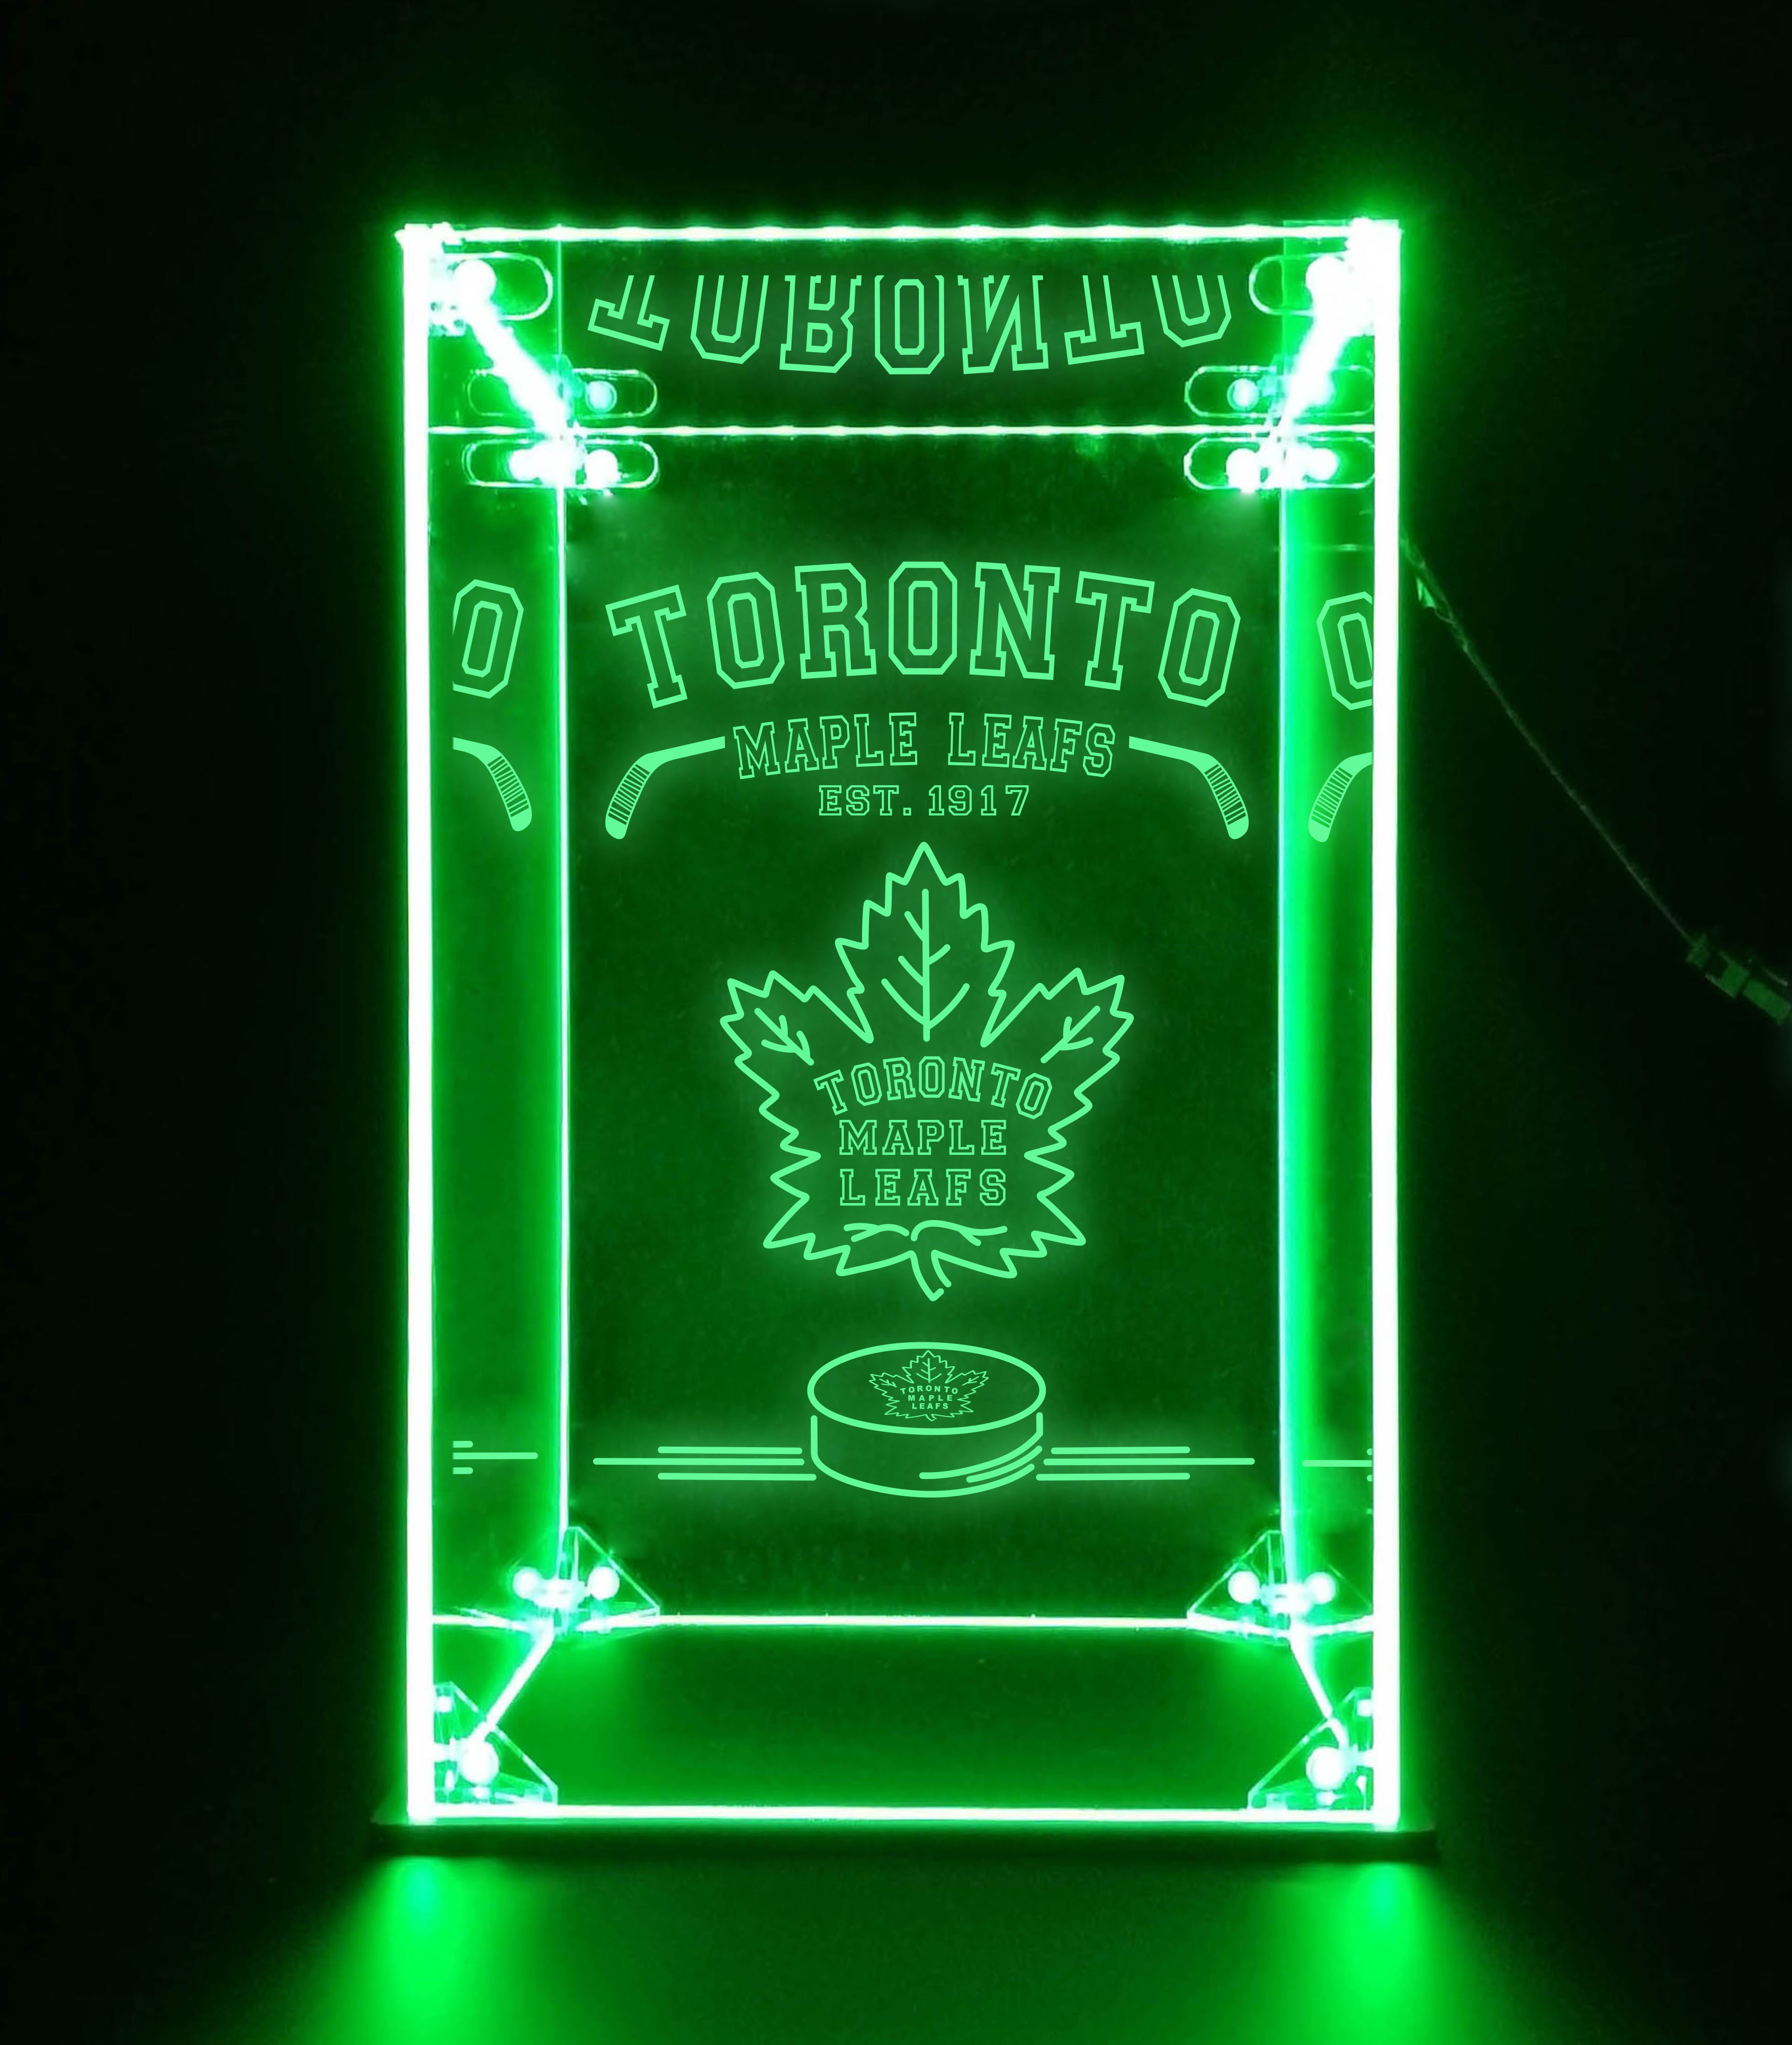 TORONTO
O
TORONTO
O
MAPLE LEAFS
EST. 1917
TORONTO
MAPLE
LEAFS
TORONTO
MAPLE
LEAFS